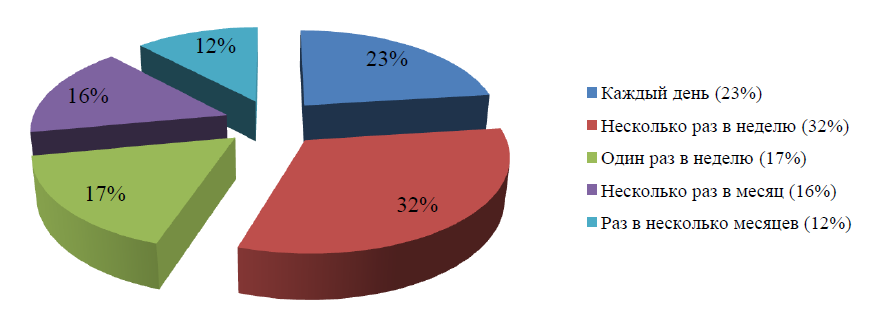 12%
23%
16%
17%
32%
Каждый день (23%)
Несколько раз в неделю (32%)
Один раз в неделю (17%)
Несколько раз в месяц (16%)
Раз в несколько месяцев (12%)